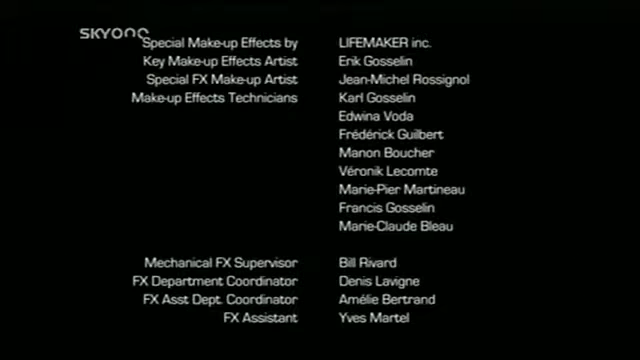 SKY
Special Make-up Effects by LIFEMAKER inc.
Key Make-up Effects Artist Erik Gosselin
Special FX Make-up Artist Jean-Michel Rossignol
Make-up Effects Technicians Karl Gosselin
Edwina Voda
Frédérick Guilbert
Manon Boucher
Véronik Lecomte
Marie-Pier Martineau
Francis Gosselin
Marie-Claude Bleau
Mechanical FX Supervisor Bill Rivard
FX Department Coordinator Denis Lavigne
FX Asst Dept. Coordinator Amélie Bertrand
FX Assistant Yves Martel